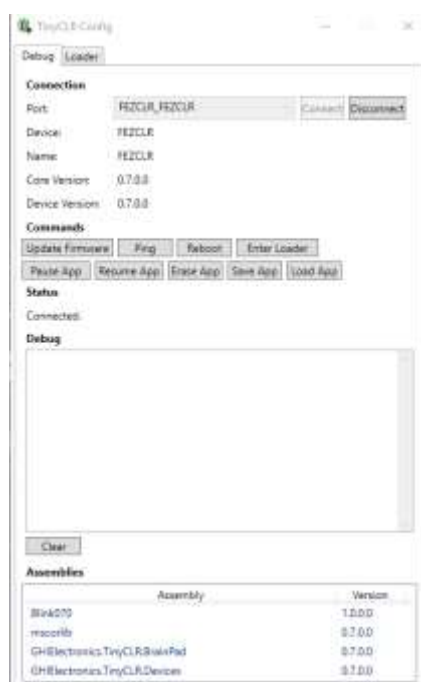 TinyCLR Config
Debug Loader
Connection
Port: FEZCLR_FEZCLR Connect Disconnect
Device: FEZCLR
Name: FEZCLR
Core Version: 0.7.0.0
Device Version: 0.7.0.0
Commands
Update Firmware Ping Reboot Enter Loader
Pause App Resume App Erase App Save App Load App
Status
Connected.
Debug
Clear
Assemblies
Assembly Version
Blink070 1.0.0.0
mscorlib 0.7.0.0
GHIElectronics.TinyCLR.BrainPad 0.7.0.0
GHIElectronics.TinyCLR.Devices 0.7.0.0